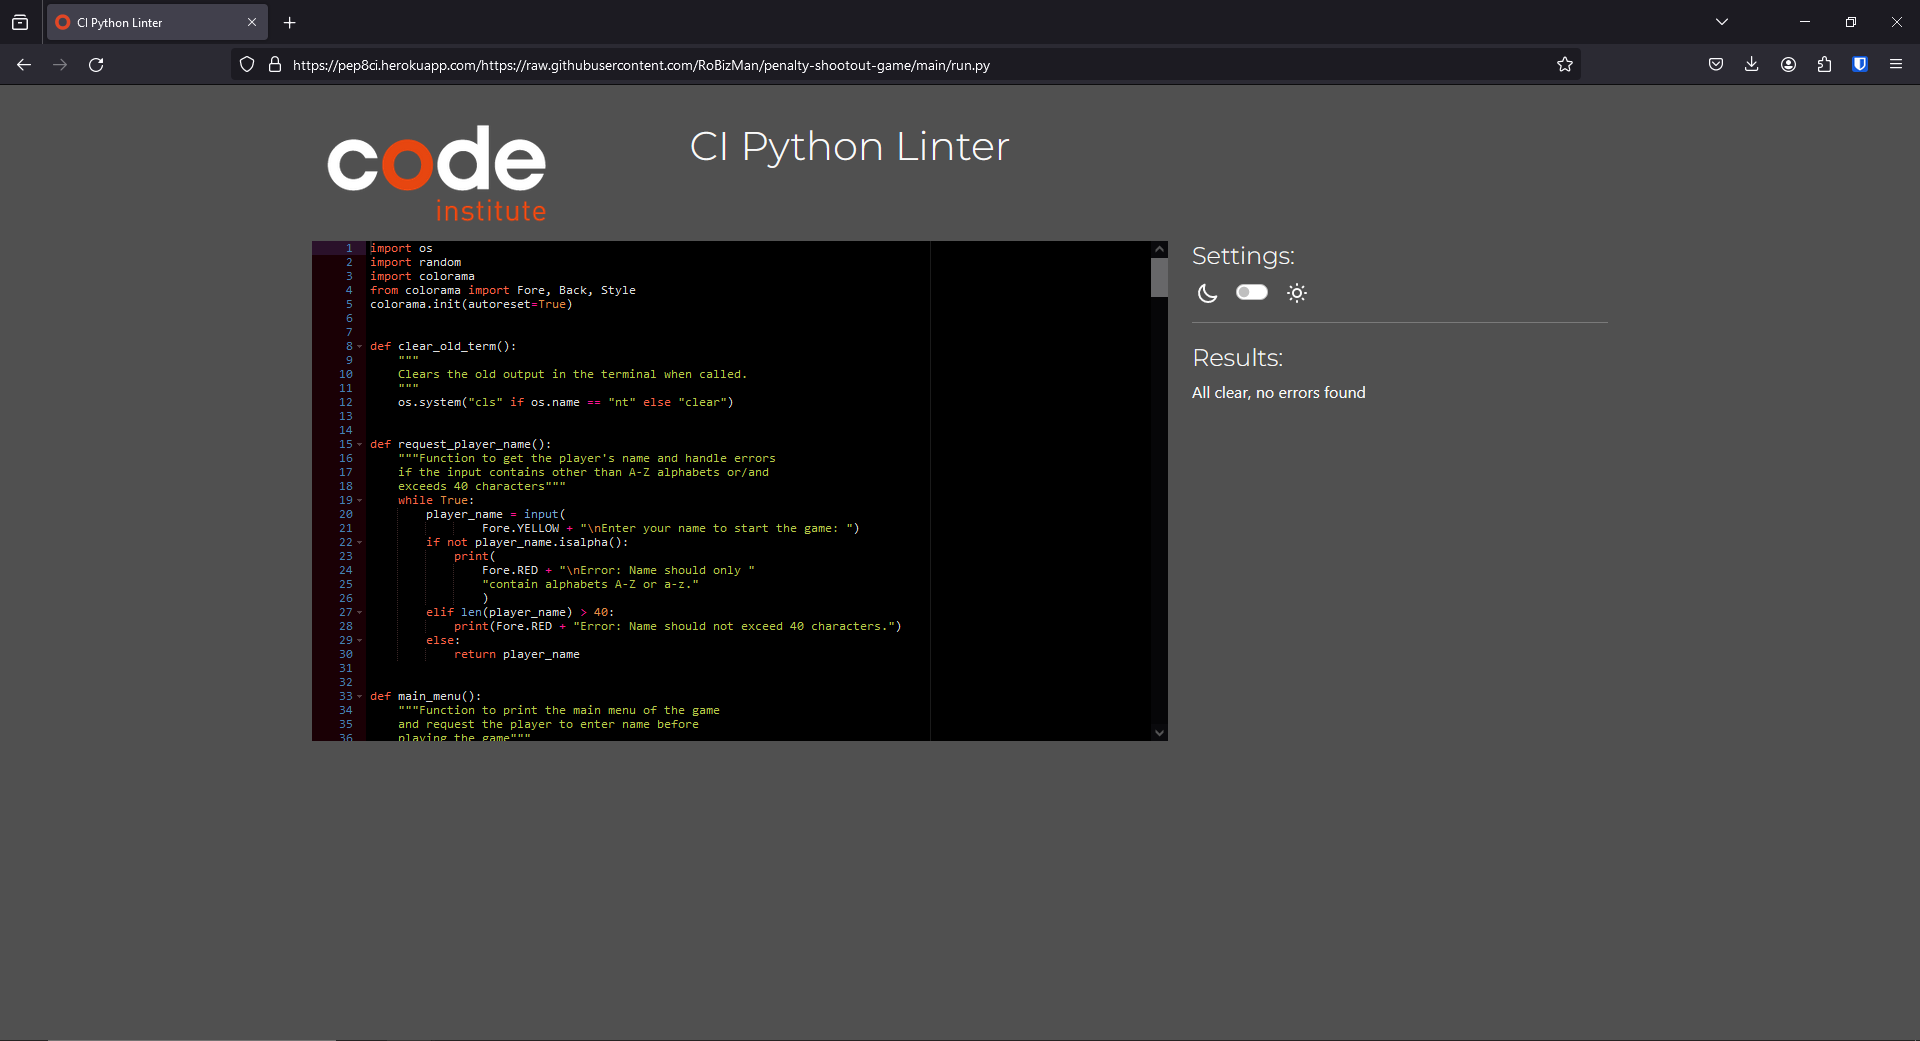 CI Python Linter
https://pep8ci.herokuapp.com/https://raw.githubusercontent.com/RoBizMan/penalty-shootout-game/main/run.py
code
institute
CI Python Linter
1 import os
2 import random
3 import colorama
4 from colorama import Fore, Back, Style
5 colorama.init(autoreset=True)
6
7
8 def clear_old_term():
9 """
10 Clears the old output in the terminal when called.
11 """
12 os.system("cls" if os.name == "nt" else "clear")
13
14
15 def request_player_name():
16 """Function to get the player's name and handle errors
17 if the input contains other than A-Z alphabets or/and
18 exceeds 40 characters"""
19 while True:
20 player_name = input(
21 Fore.YELLOW + "\nEnter your name to start the game: ")
22 if not player_name.isalpha():
23 print(
24 Fore.RED + "\nError: Name should only "
25 "contain alphabets A-Z or a-z."
26 )
27 elif len(player_name) > 40:
28 print(Fore.RED + "Error: Name should not exceed 40 characters.")
29 else:
30 return player_name
31
32
33 def main_menu():
34 """Function to print the main menu of the game
35 and request the player to enter name before
36 playing the game"""
Settings:
Results:
All clear, no errors found